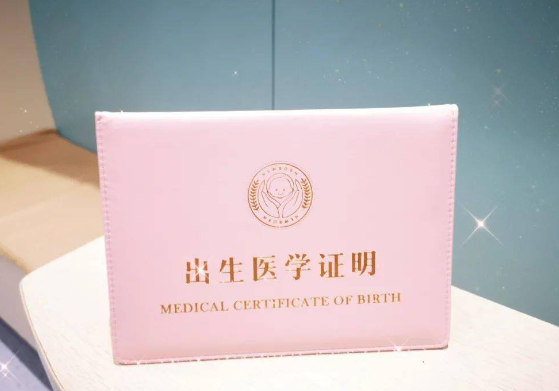 出生医学证明
MEDICAL CERTIFICATE OF BIRTH